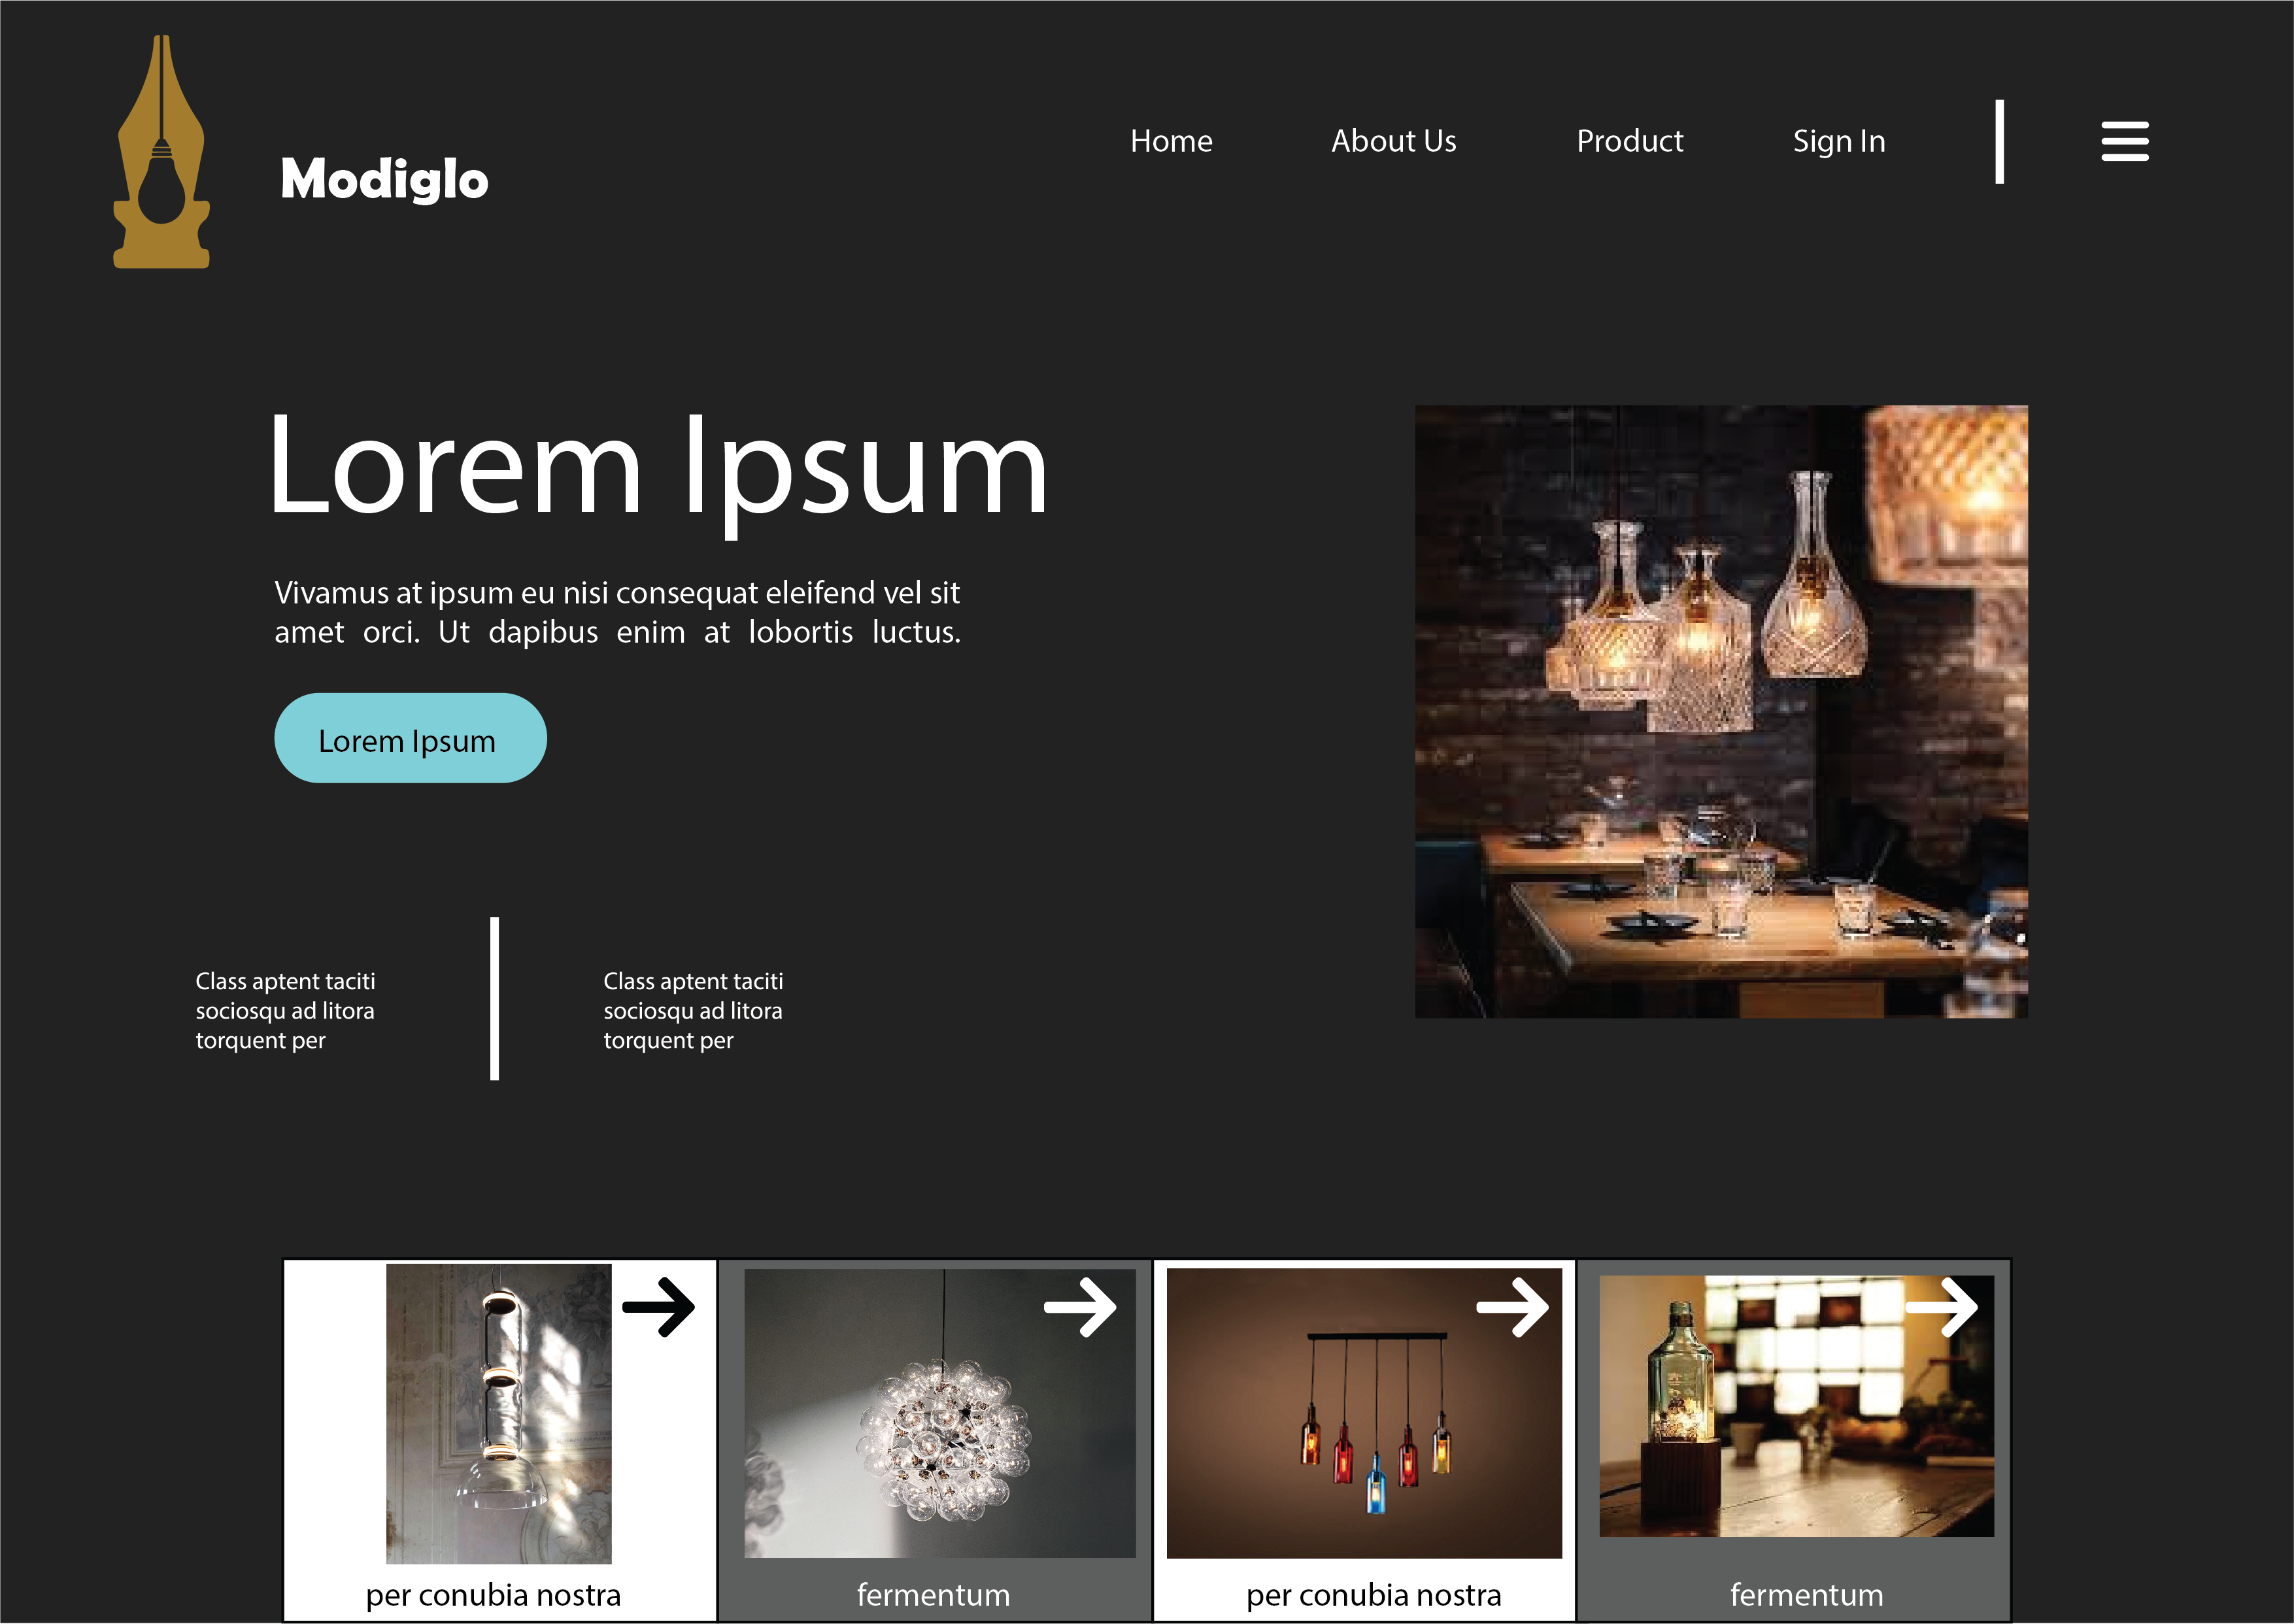 Modiglo
Home
About Us
Product
Sign In
Lorem Ipsum
Vivamus at ipsum eu nisi consequat eleifend vel sit
amet orci. Ut dapibus enim at lobortis luctus.
Lorem Ipsum
Class aptent taciti
sociosqu ad litora
torquent per
Class aptent taciti
sociosqu ad litora
torquent per
per conubia nostra
fermentum
per conubia nostra
fermentum